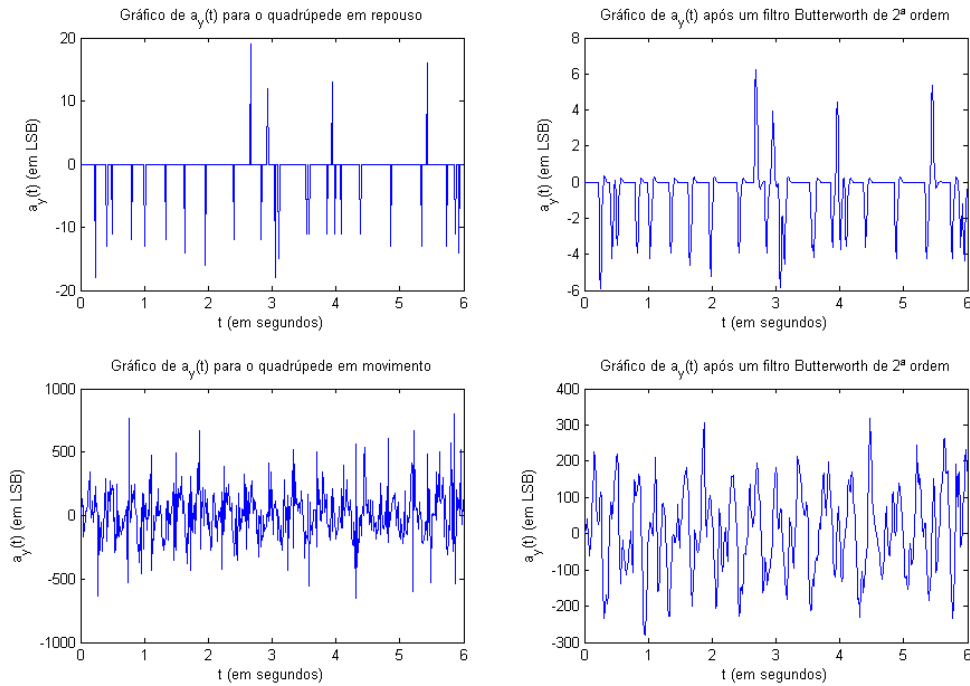 Gráfico de a_y(t) para o quadrúpede em repouso
20
10
0
-10
-20
a_y(t) (em LSB)
0 1 2 3 4 5 6
t (em segundos)
Gráfico de a_y(t) após um filtro Butterworth de 2ª ordem
8
6
4
2
0
-2
-4
-6
a_y(t) (em LSB)
0 1 2 3 4 5 6
t (em segundos)
Gráfico de a_y(t) para o quadrúpede em movimento
1000
500
0
-500
-1000
a_y(t) (em LSB)
0 1 2 3 4 5 6
t (em segundos)
Gráfico de a_y(t) após um filtro Butterworth de 2ª ordem
400
300
200
100
0
-100
-200
-300
a_y(t) (em LSB)
0 1 2 3 4 5 6
t (em segundos)